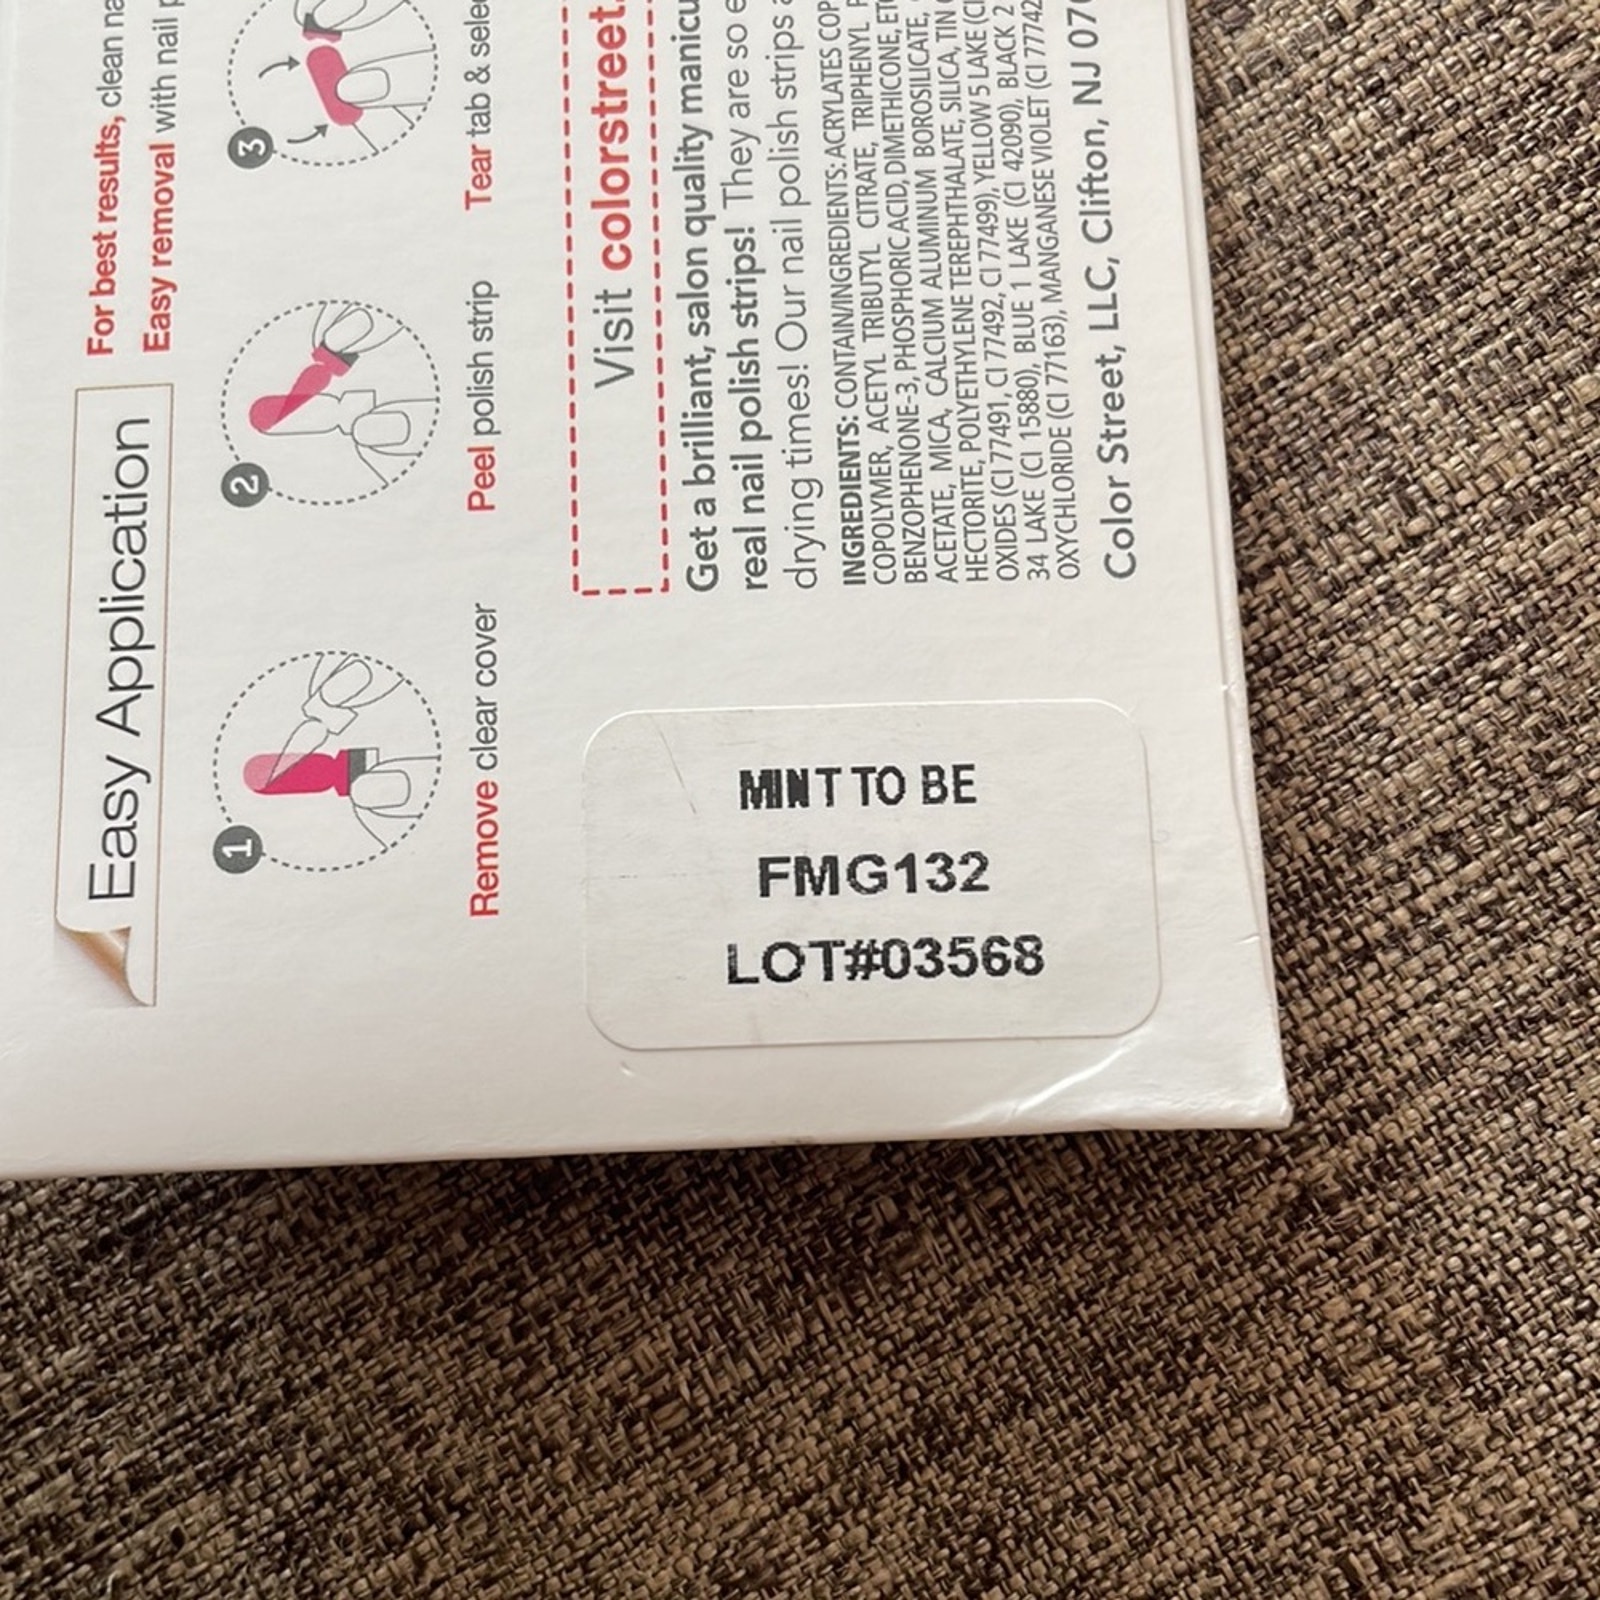 Easy Application
For best results, clean
Easy removal with nail
1
Remove clear cover
2
Peel polish strip
3
Tear tab &
Visit colorstreet.
Get a brilliant, salon quality
real nail polish strips! They are so
drying times! Our nail polish strips
INGREDIENTS: CONTAIN/INGREDIENTS: ACRYLATES
COPOLYMER, ACETYL TRIBUTYL CITRATE, TRIPHENYL
BENZOPHENONE-3, PHOSPHORIC ACID, DIMETHICONE,
ACETATE, MICA, CALCIUM ALUMINUM BOROSILICATE,
HECTORITE, POLYETHYLENE TEREPHTHALATE, SILICA, TIN
OXIDES (CI 77491, CI 77492, CI 77499), YELLOW 5 LAKE
34 LAKE (CI 15880), BLUE 1 LAKE (CI 42090), BLACK 2
OXYCHLORIDE (CI 77163), MANGANESE VIOLET (CI 7742
Color Street, LLC, Clifton, NJ 070
MINT TO BE
FMG132
LOT#03568